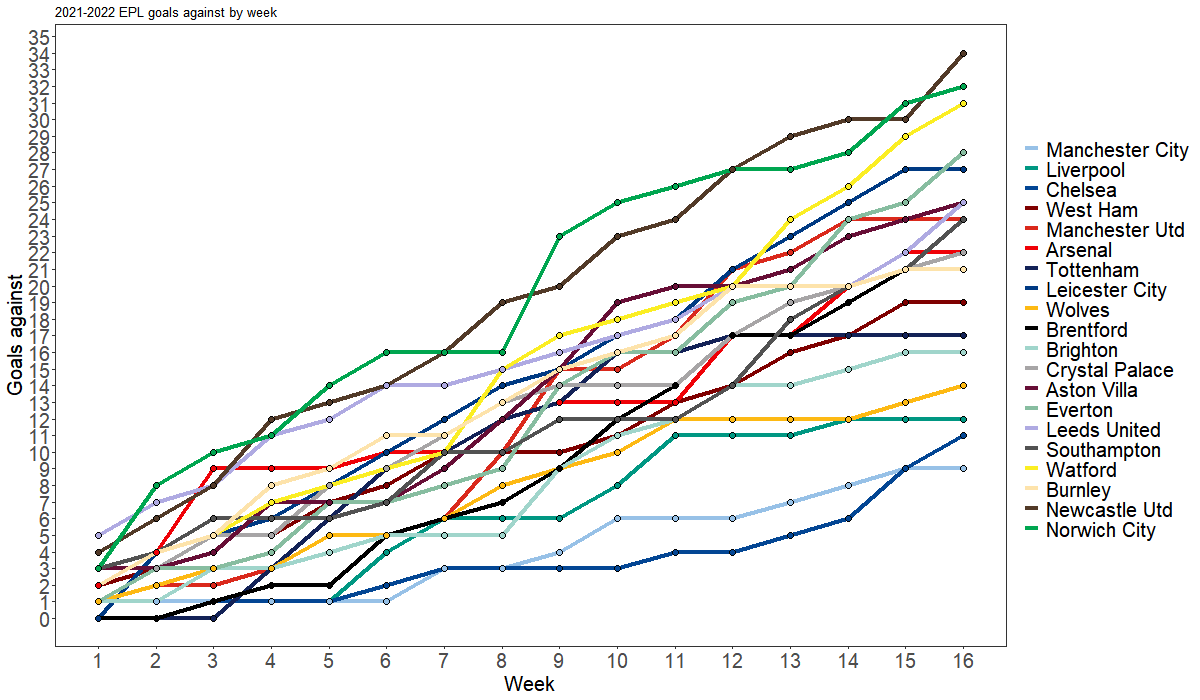 2021-2022 EPL goals against by week
35
34
33
32
31
30
29
28
27
26
25
24
23
22
21
20
19
18
17
16
15
14
13
12
11
10
9
8
7
6
5
4
3
2
1
0
Goals against
1 2 3 4 5 6 7 8 9 10 11 12 13 14 15 16
Week
Manchester City
Liverpool
Chelsea
West Ham
Manchester Utd
Arsenal
Tottenham
Leicester City
Wolves
Brentford
Brighton
Crystal Palace
Aston Villa
Everton
Leeds United
Southampton
Watford
Burnley
Newcastle Utd
Norwich City